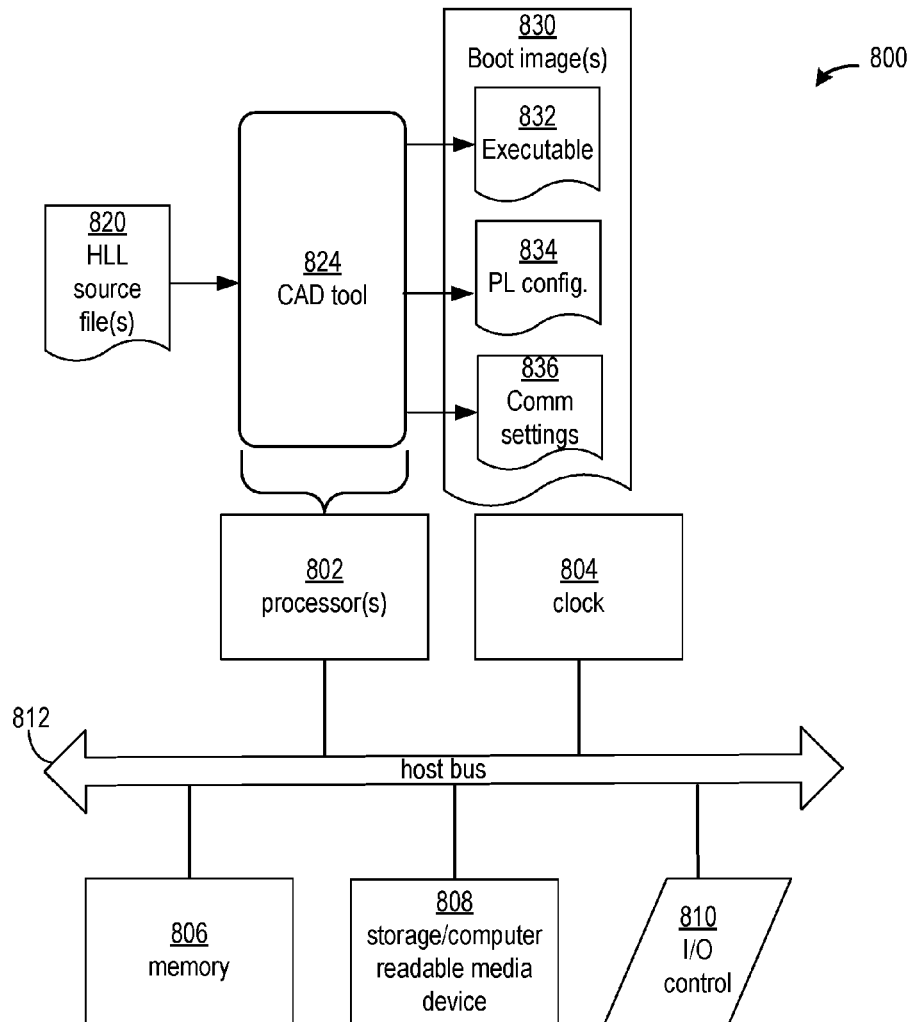 830
Boot image(s)
800
832
Executable
820
HLL
source
file(s)
824
CAD tool
834
PL config.
836
Comm
settings
802
processor(s)
804
clock
812
host bus
806
memory
808
storage/computer
readable media
device
810
I/O
control